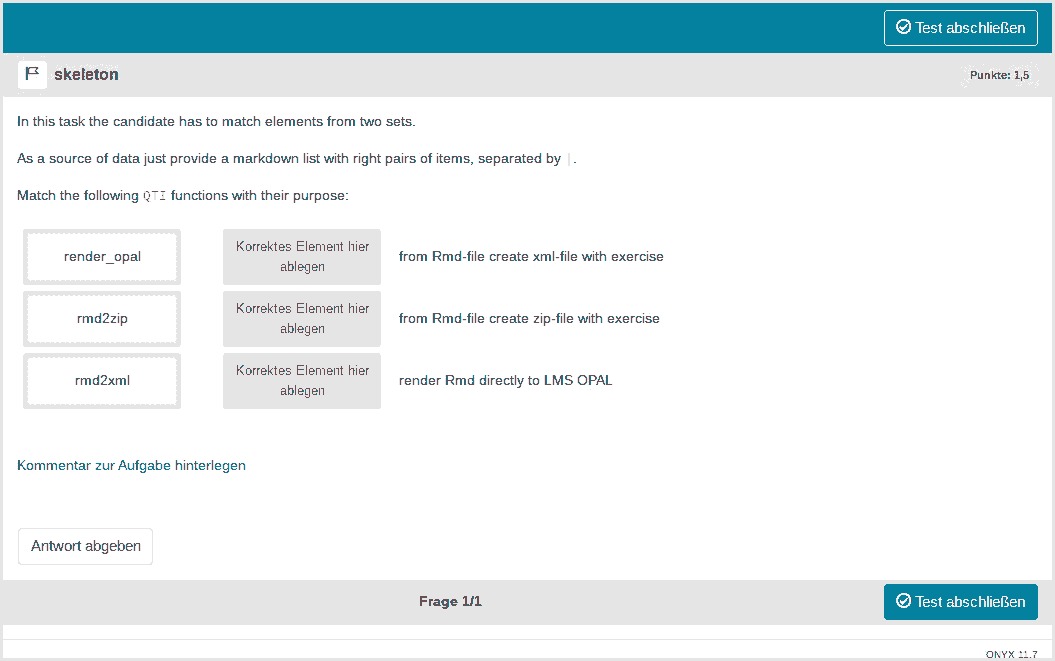 Test abschließen
skeleton
Punkte: 1,5
In this task the candidate has to match elements from two sets.
As a source of data just provide a markdown list with right pairs of items, separated by |.
Match the following QTI functions with their purpose:
render_opal
Korrektes Element hier
ablegen
from Rmd-file create xml-file with exercise
rmd2zip
Korrektes Element hier
ablegen
from Rmd-file create zip-file with exercise
rmd2xml
Korrektes Element hier
ablegen
render Rmd directly to LMS OPAL
Kommentar zur Aufgabe hinterlegen
Antwort abgeben
Frage 1/1
Test abschließen
ONYX 11.7